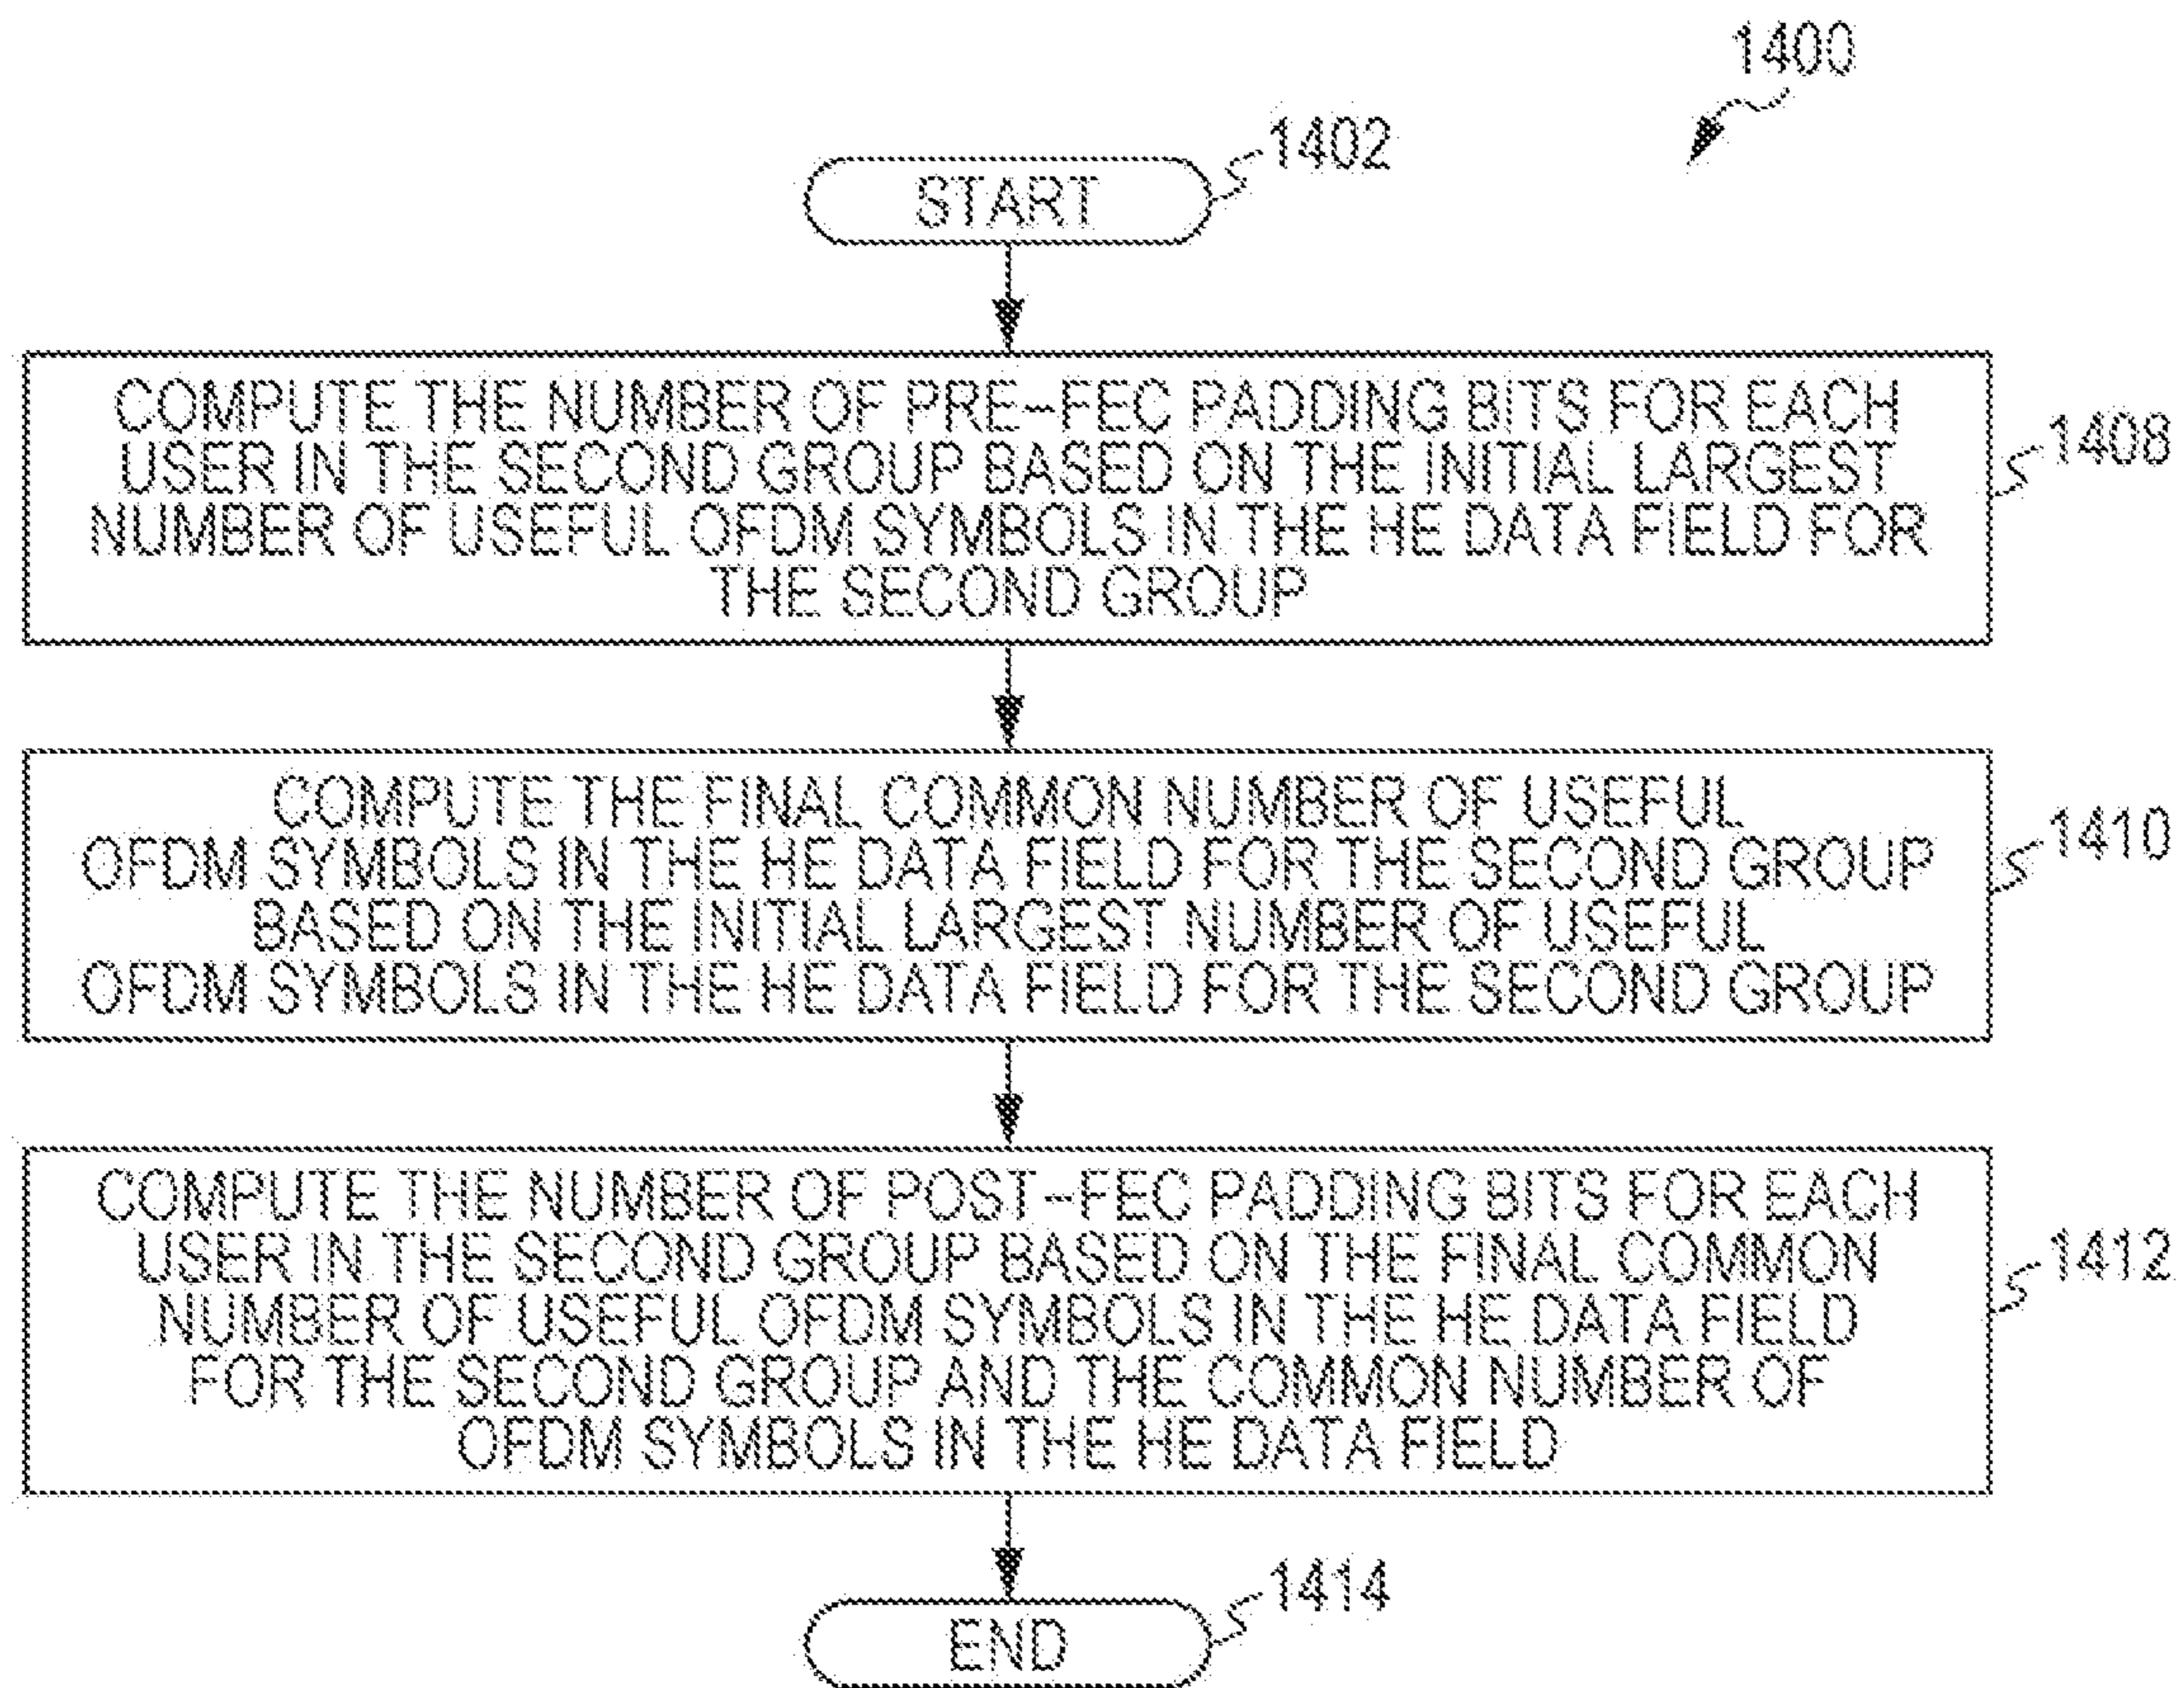 1400
START
1402
COMPUTE THE NUMBER OF PRE-FEC PADDING BITS FOR EACH
USER IN THE SECOND GROUP BASED ON THE INITIAL LARGEST
NUMBER OF USEFUL OFDM SYMBOLS IN THE HE DATA FIELD FOR
THE SECOND GROUP
1408
COMPUTE THE FINAL COMMON NUMBER OF USEFUL
OFDM SYMBOLS IN THE HE DATA FIELD FOR THE SECOND GROUP
BASED ON THE INITIAL LARGEST NUMBER OF USEFUL
OFDM SYMBOLS IN THE HE DATA FIELD FOR THE SECOND GROUP
1410
COMPUTE THE NUMBER OF POST-FEC PADDING BITS FOR EACH
USER IN THE SECOND GROUP BASED ON THE FINAL COMMON
NUMBER OF USEFUL OFDM SYMBOLS IN THE HE DATA FIELD
FOR THE SECOND GROUP AND THE COMMON NUMBER OF
OFDM SYMBOLS IN THE HE DATA FIELD
1412
END
1414